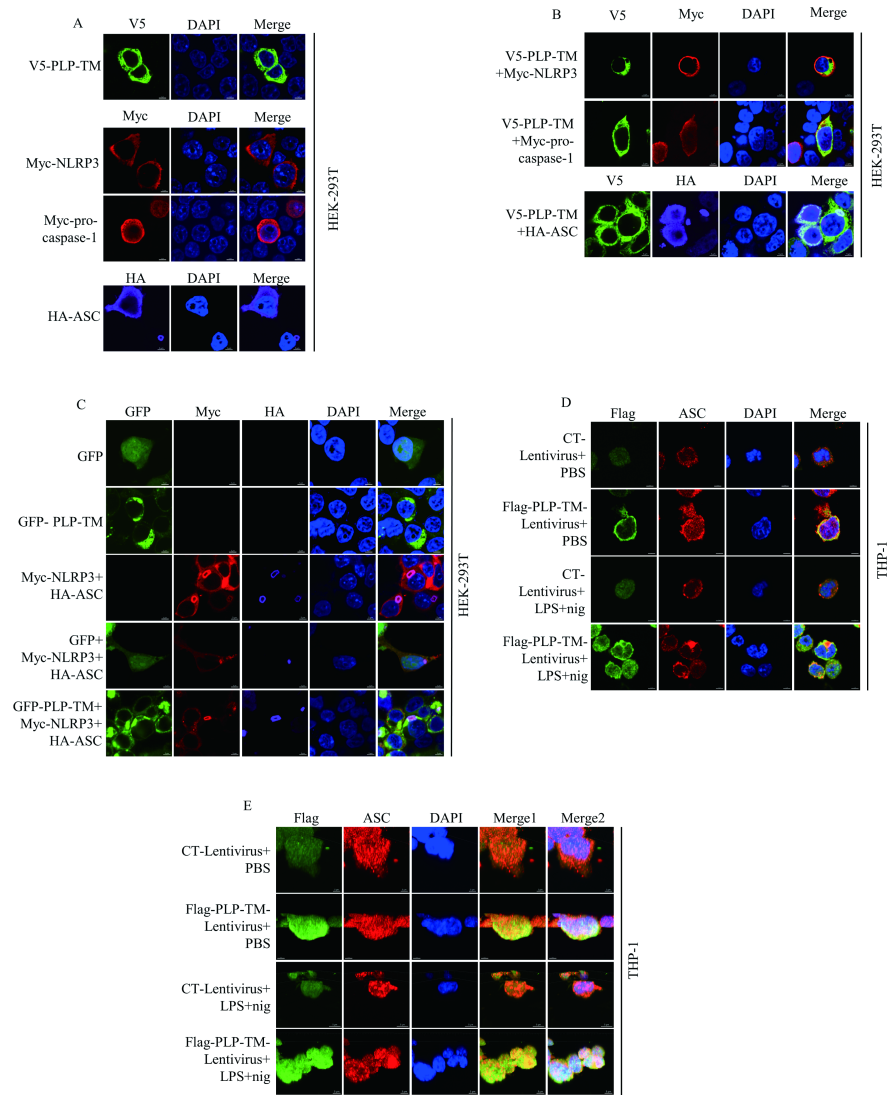 A
V5 DAPI Merge
V5-PLP-TM
Myc DAPI Merge
Myc-NLRP3
Myc-pro-
caspase-1
HA DAPI Merge
HA-ASC
HEK-293T
B
V5 Myc DAPI Merge
V5-PLP-TM
+Myc-NLRP3
V5-PLP-TM
+Myc-pro-
caspase-1
V5 HA DAPI Merge
V5-PLP-TM
+HA-ASC
HEK-293T
C
GFP Myc HA DAPI Merge
GFP
GFP- PLP-TM
Myc-NLRP3+
HA-ASC
GFP+
Myc-NLRP3+
HA-ASC
GFP-PLP-TM+
Myc-NLRP3+
HA-ASC
HEK-293T
D
Flag ASC DAPI Merge
CT-
Lentivirus+
PBS
Flag-PLP-TM-
Lentivirus+
PBS
CT-
Lentivirus+
LPS+nig
Flag-PLP-TM-
Lentivirus+
LPS+nig
THP-1
E
Flag ASC DAPI Merge1 Merge2
CT-Lentivirus+
PBS
Flag-PLP-TM-
Lentivirus+
PBS
CT-Lentivirus+
LPS+nig
Flag-PLP-TM-
Lentivirus+
LPS+nig
THP-1